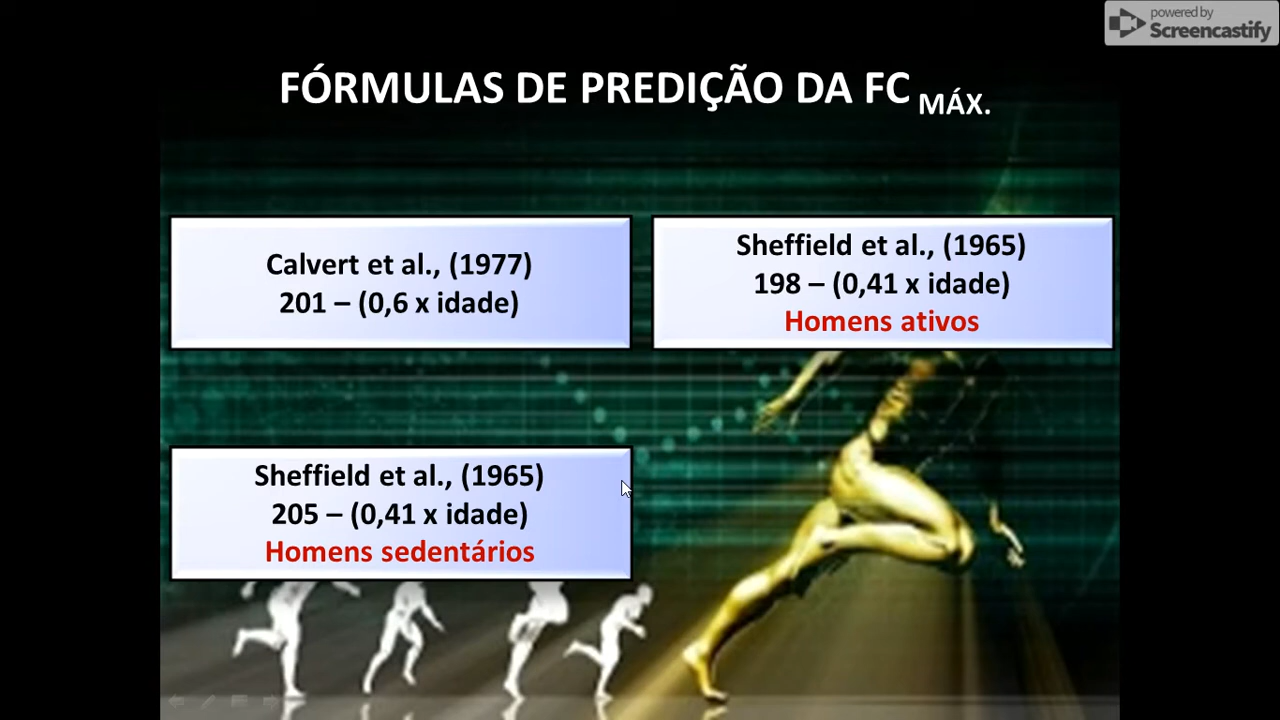 powered by
Screencastify
FÓRMULAS DE PREDIÇÃO DA FC MÁX.
Calvert et al., (1977)
201 – (0,6 x idade)
Sheffield et al., (1965)
198 – (0,41 x idade)
Homens ativos
Sheffield et al., (1965)
205 – (0,41 x idade)
Homens sedentários